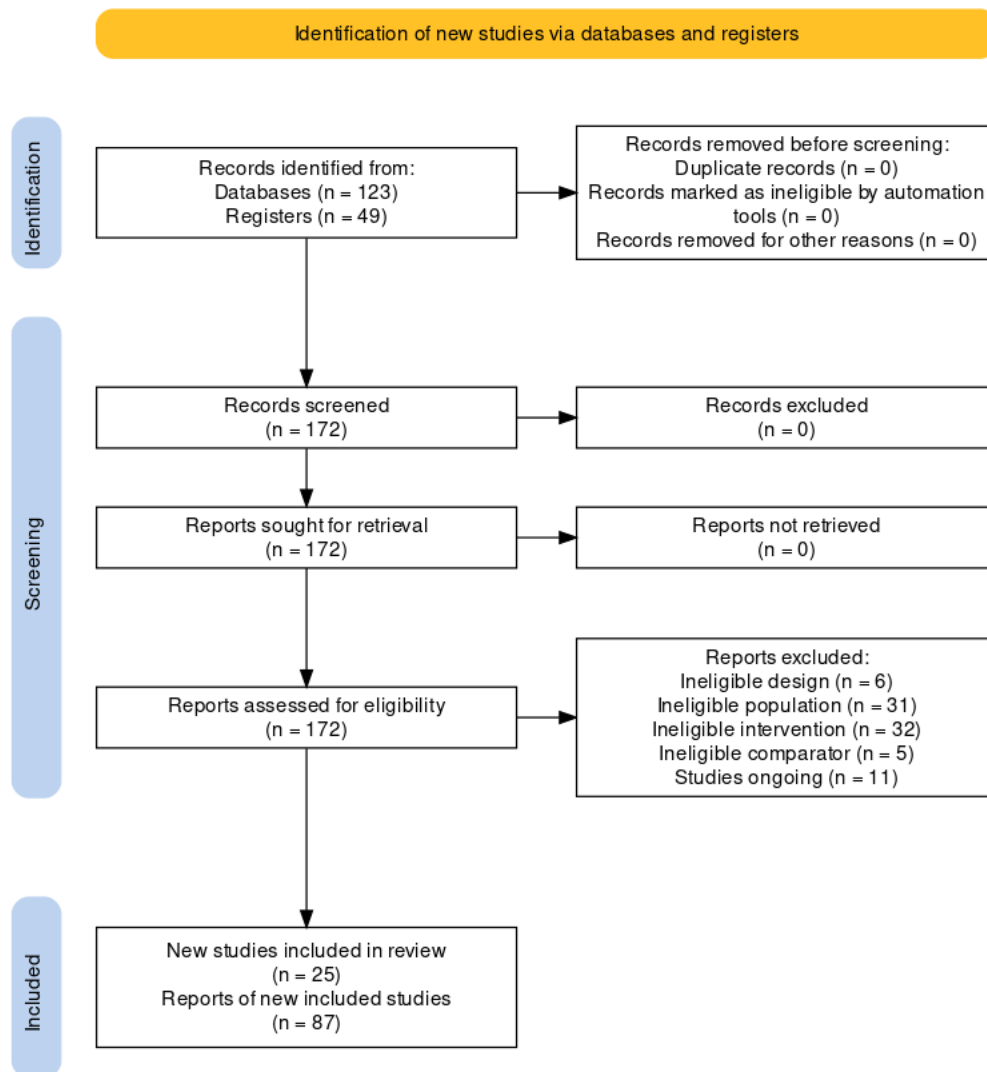 Identification of new studies via databases and registers
Identification
Records identified from:
Databases (n = 123)
Registers (n = 49)
Records removed before screening:
Duplicate records (n = 0)
Records marked as ineligible by automation
tools (n = 0)
Records removed for other reasons (n = 0)
Screening
Records screened
(n = 172)
Records excluded
(n = 0)
Reports sought for retrieval
(n = 172)
Reports not retrieved
(n = 0)
Reports assessed for eligibility
(n = 172)
Reports excluded:
Ineligible design (n = 6)
Ineligible population (n = 31)
Ineligible intervention (n = 32)
Ineligible comparator (n = 5)
Studies ongoing (n = 11)
Included
New studies included in review
(n = 25)
Reports of new included studies
(n = 87)